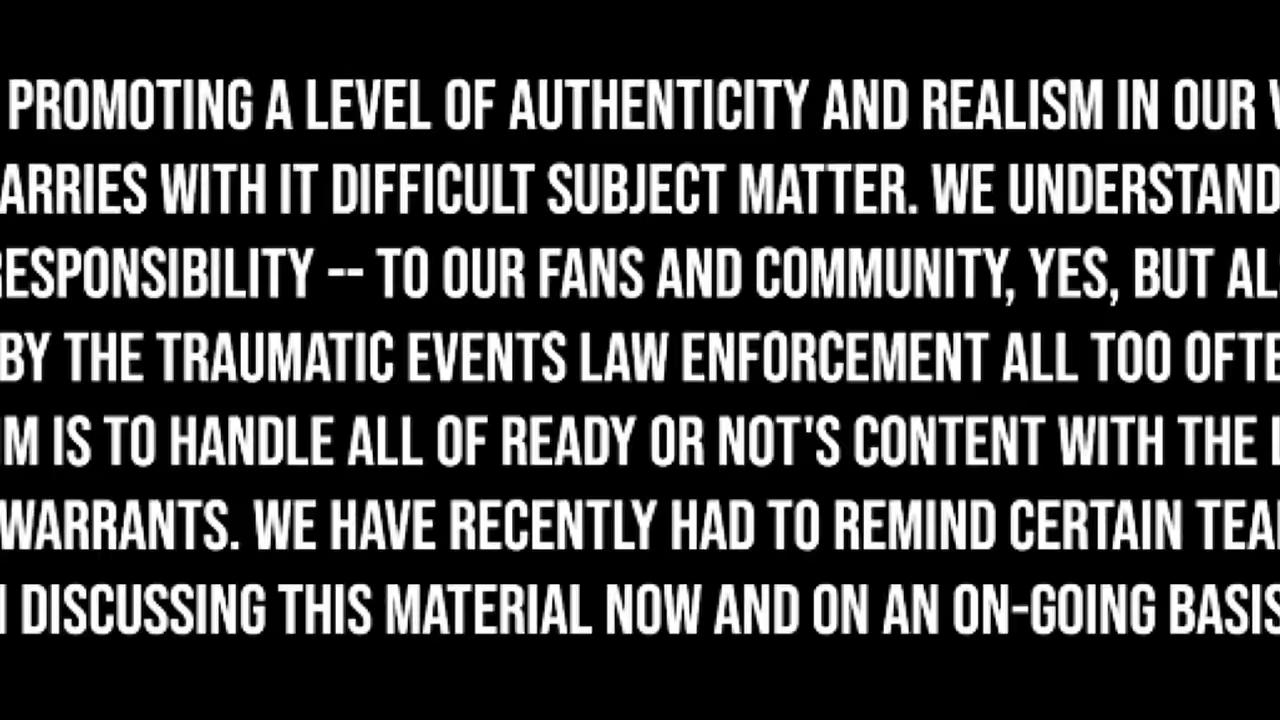 PROMOTING A LEVEL OF AUTHENTICITY AND REALISM IN OUR
ARRIES WITH IT DIFFICULT SUBJECT MATTER. WE UNDERSTAND
RESPONSIBILITY -- TO OUR FANS AND COMMUNITY, YES, BUT AL
BY THE TRAUMATIC EVENTS LAW ENFORCEMENT ALL TOO OFTE
M IS TO HANDLE ALL OF READY OR NOT'S CONTENT WITH THE
WARRANTS. WE HAVE RECENTLY HAD TO REMIND CERTAIN TEA
DISCUSSING THIS MATERIAL NOW AND ON AN ON-GOING BASIS